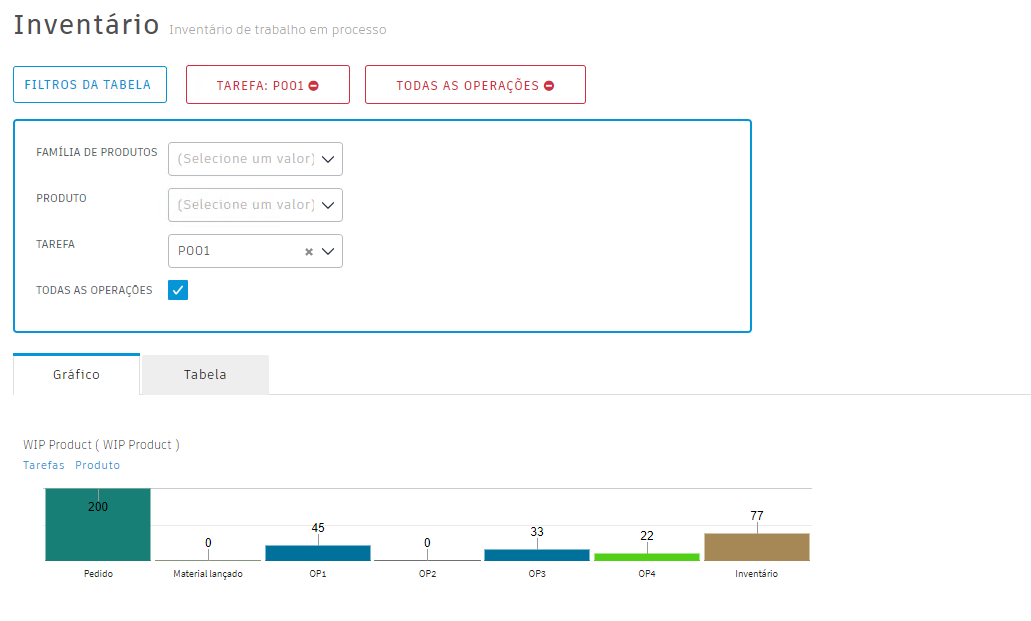 Inventário Inventário de trabalho em processo
FILTROS DA TABELA TAREFA: P001 TODAS AS OPERAÇÕES
FAMÍLIA DE PRODUTOS (Selecione um valor)
PRODUTO (Selecione um valor)
TAREFA P001
TODAS AS OPERAÇÕES
Gráfico Tabela
WIP Product ( WIP Product )
Tarefas Produto
200 0 45 0 33 22 77
Pedido Material lançado OP1 OP2 OP3 OP4 Inventário